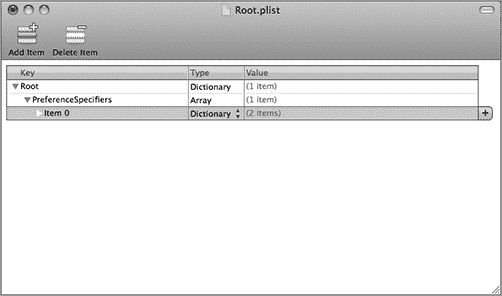 Root.plist
Add Item Delete Item
Key Type Value
Root Dictionary (1 item)
PreferenceSpecifiers Array (1 item)
Item 0 Dictionary (2 items) +